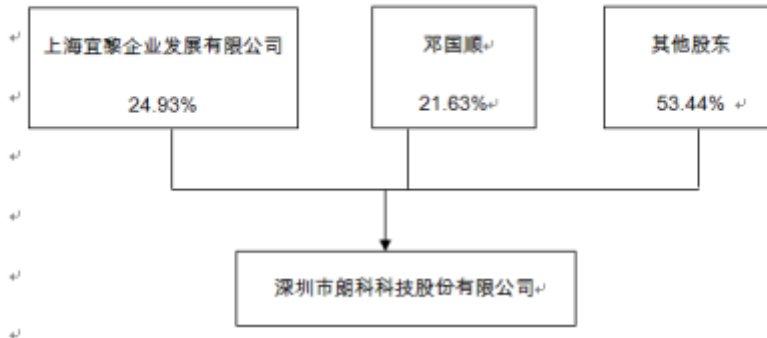 上海宜黎企业发展有限公司
24.93%
邓国顺
21.63%
其他股东
53.44%
深圳市朗科科技股份有限公司